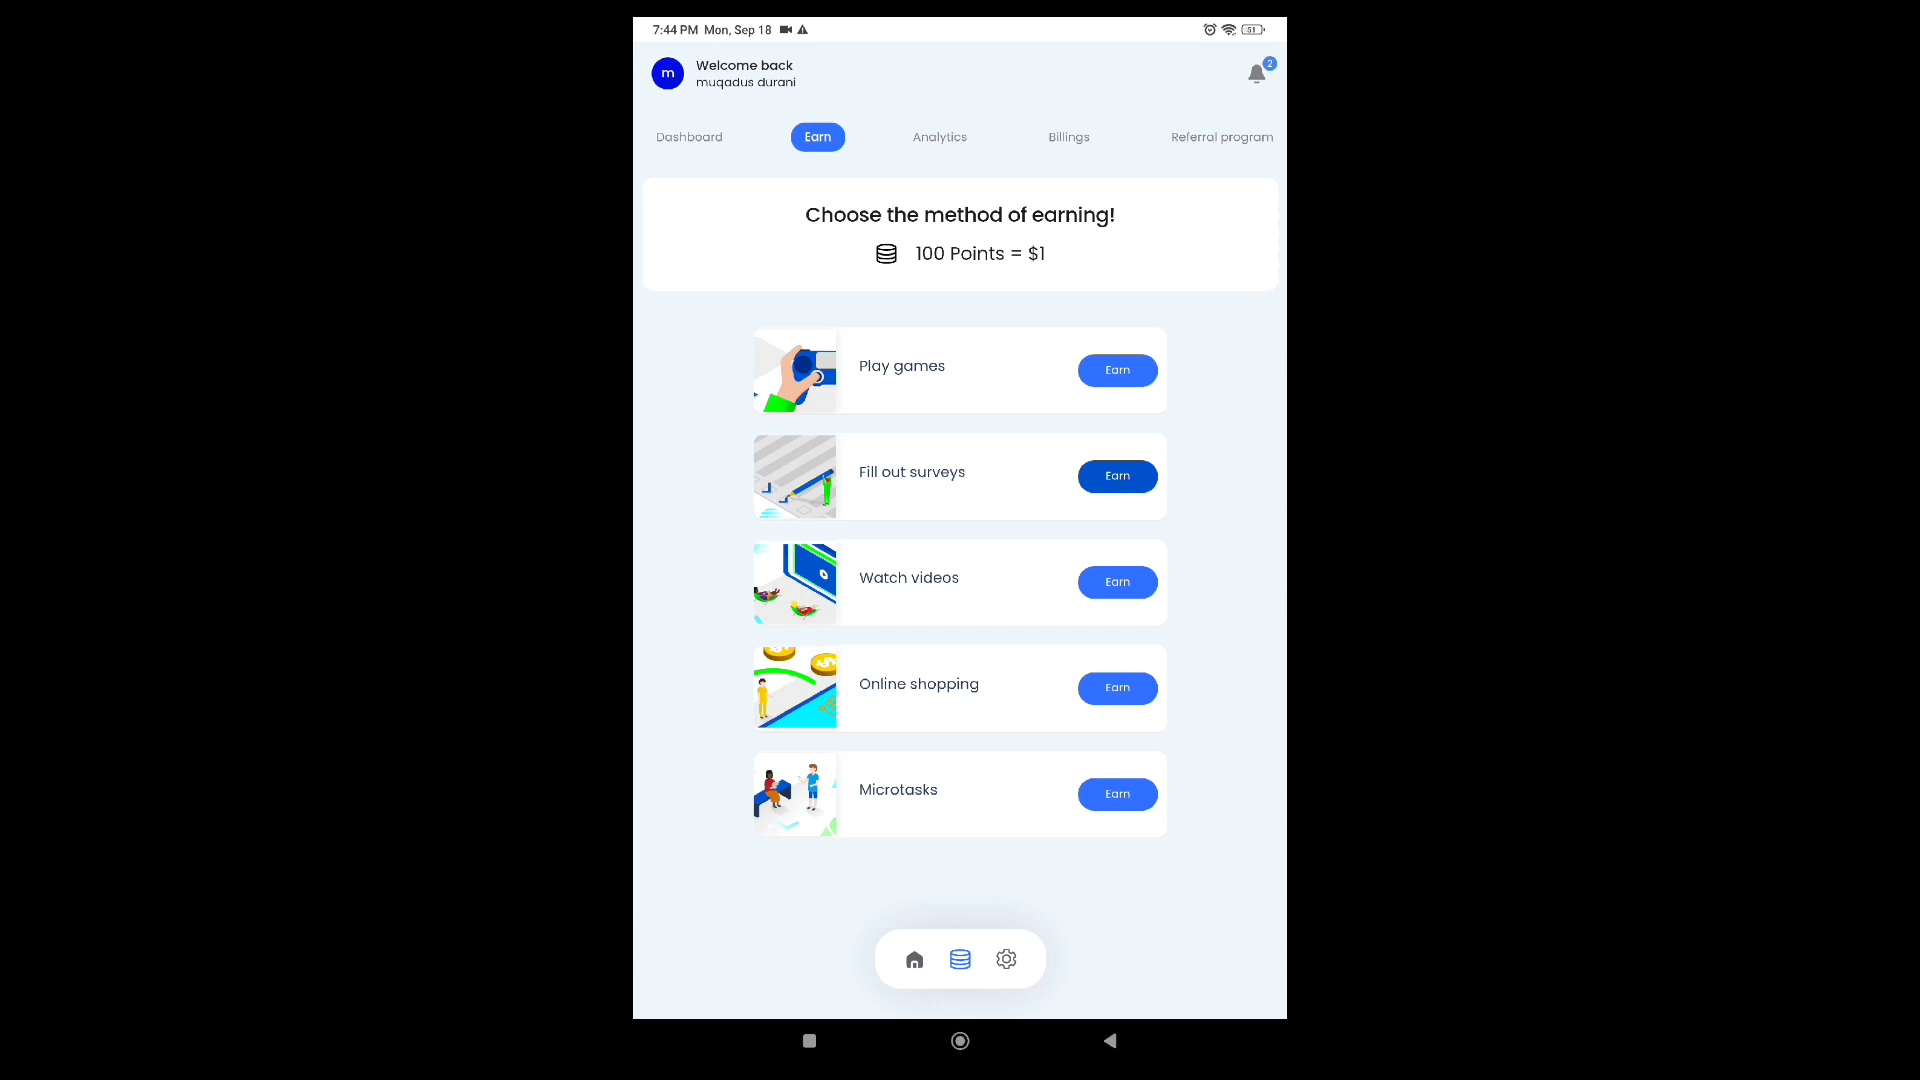 7:44 PM Mon, Sep 18
51
m
Welcome back
muqadus durani
2
Dashboard
Earn
Analytics
Billings
Referral program
Choose the method of earning!
100 Points = $1
Play games
Earn
Fill out surveys
Earn
Watch videos
Earn
Online shopping
Earn
Microtasks
Earn